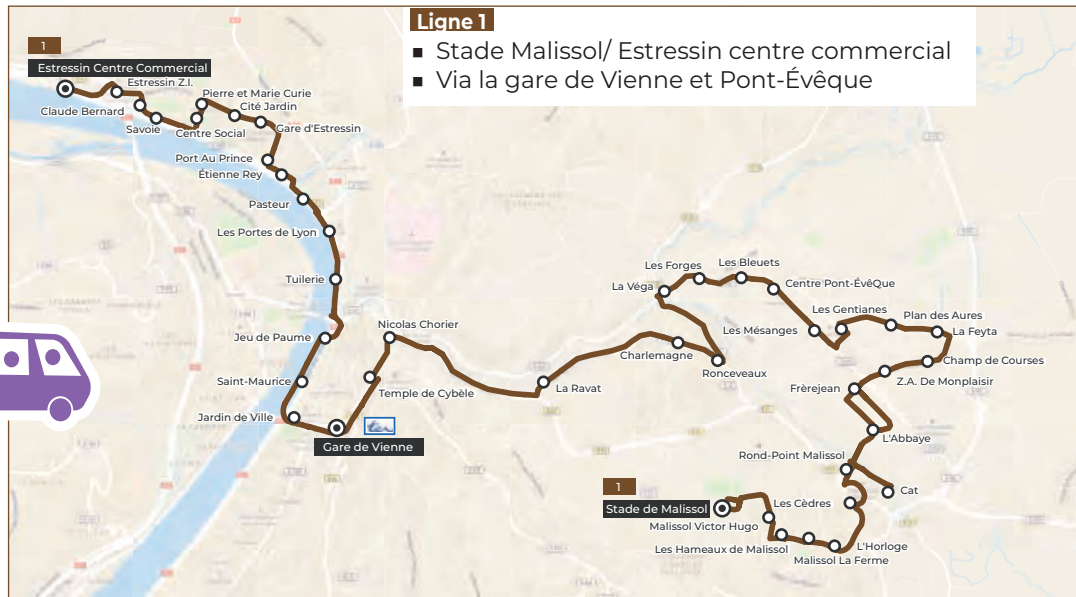 Ligne 1
▪ Stade Malissol/ Estressin centre commercial
▪ Via la gare de Vienne et Pont-Évêque
1
Estressin Centre Commercial
Estressin Z.I.
Claude Bernard
Savoie
Pierre et Marie Curie
Centre Social
Cité Jardin
Gare d'Estressin
Port Au Prince
Étienne Rey
Pasteur
Les Portes de Lyon
Tuilerie
Jeu de Paume
Saint-Maurice
Jardin de Ville
Gare de Vienne
Temple de Cybèle
Nicolas Chorier
La Ravat
Charlemagne
Ronceveaux
La Véga
Les Forges
Les Bleuets
Centre Pont-ÉvêQue
Les Mésanges
Les Gentianes
Plan des Aures
La Feyta
Champ de Courses
Z.A. De Monplaisir
Frèrejean
L'Abbaye
Rond-Point Malissol
Cat
Les Cèdres
L'Horloge
Malissol La Ferme
Les Hameaux de Malissol
Malissol Victor Hugo
1
Stade de Malissol